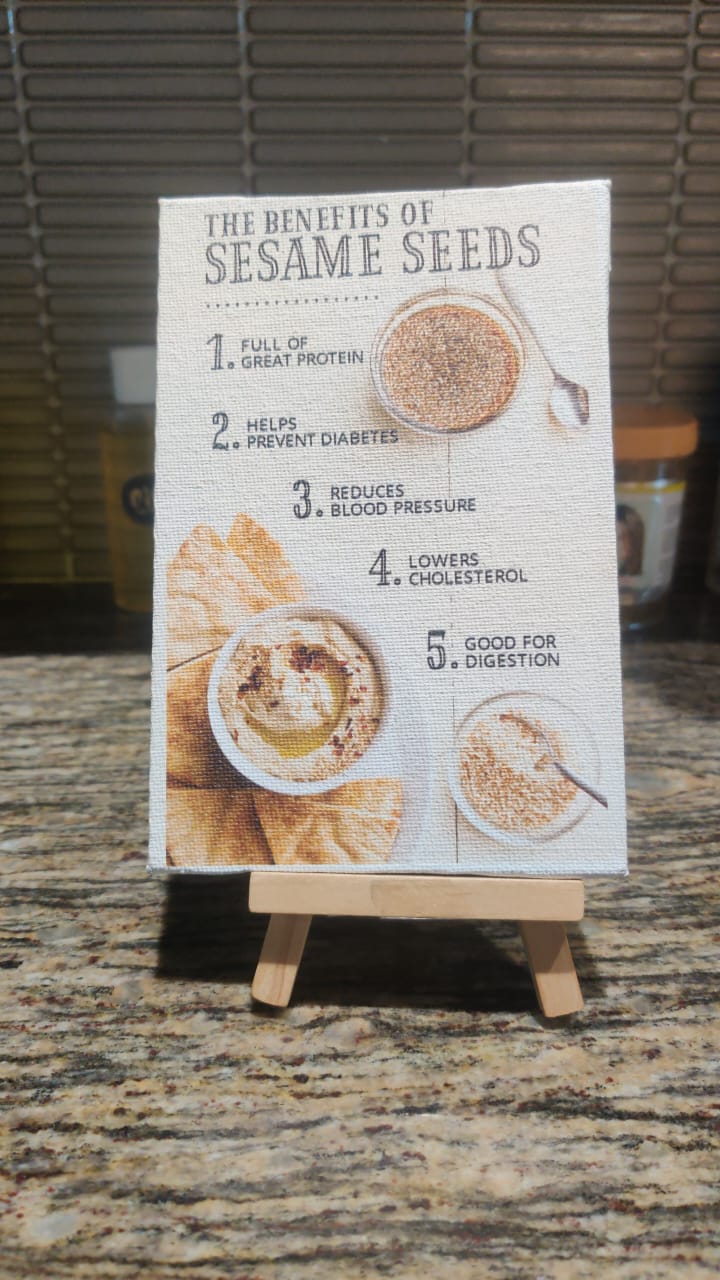 THE BENEFITS OF
SESAME SEEDS
1. FULL OF
GREAT PROTEIN
2. HELPS
PREVENT DIABETES
3. REDUCES
BLOOD PRESSURE
4. LOWERS
CHOLESTEROL
5. GOOD FOR
DIGESTION